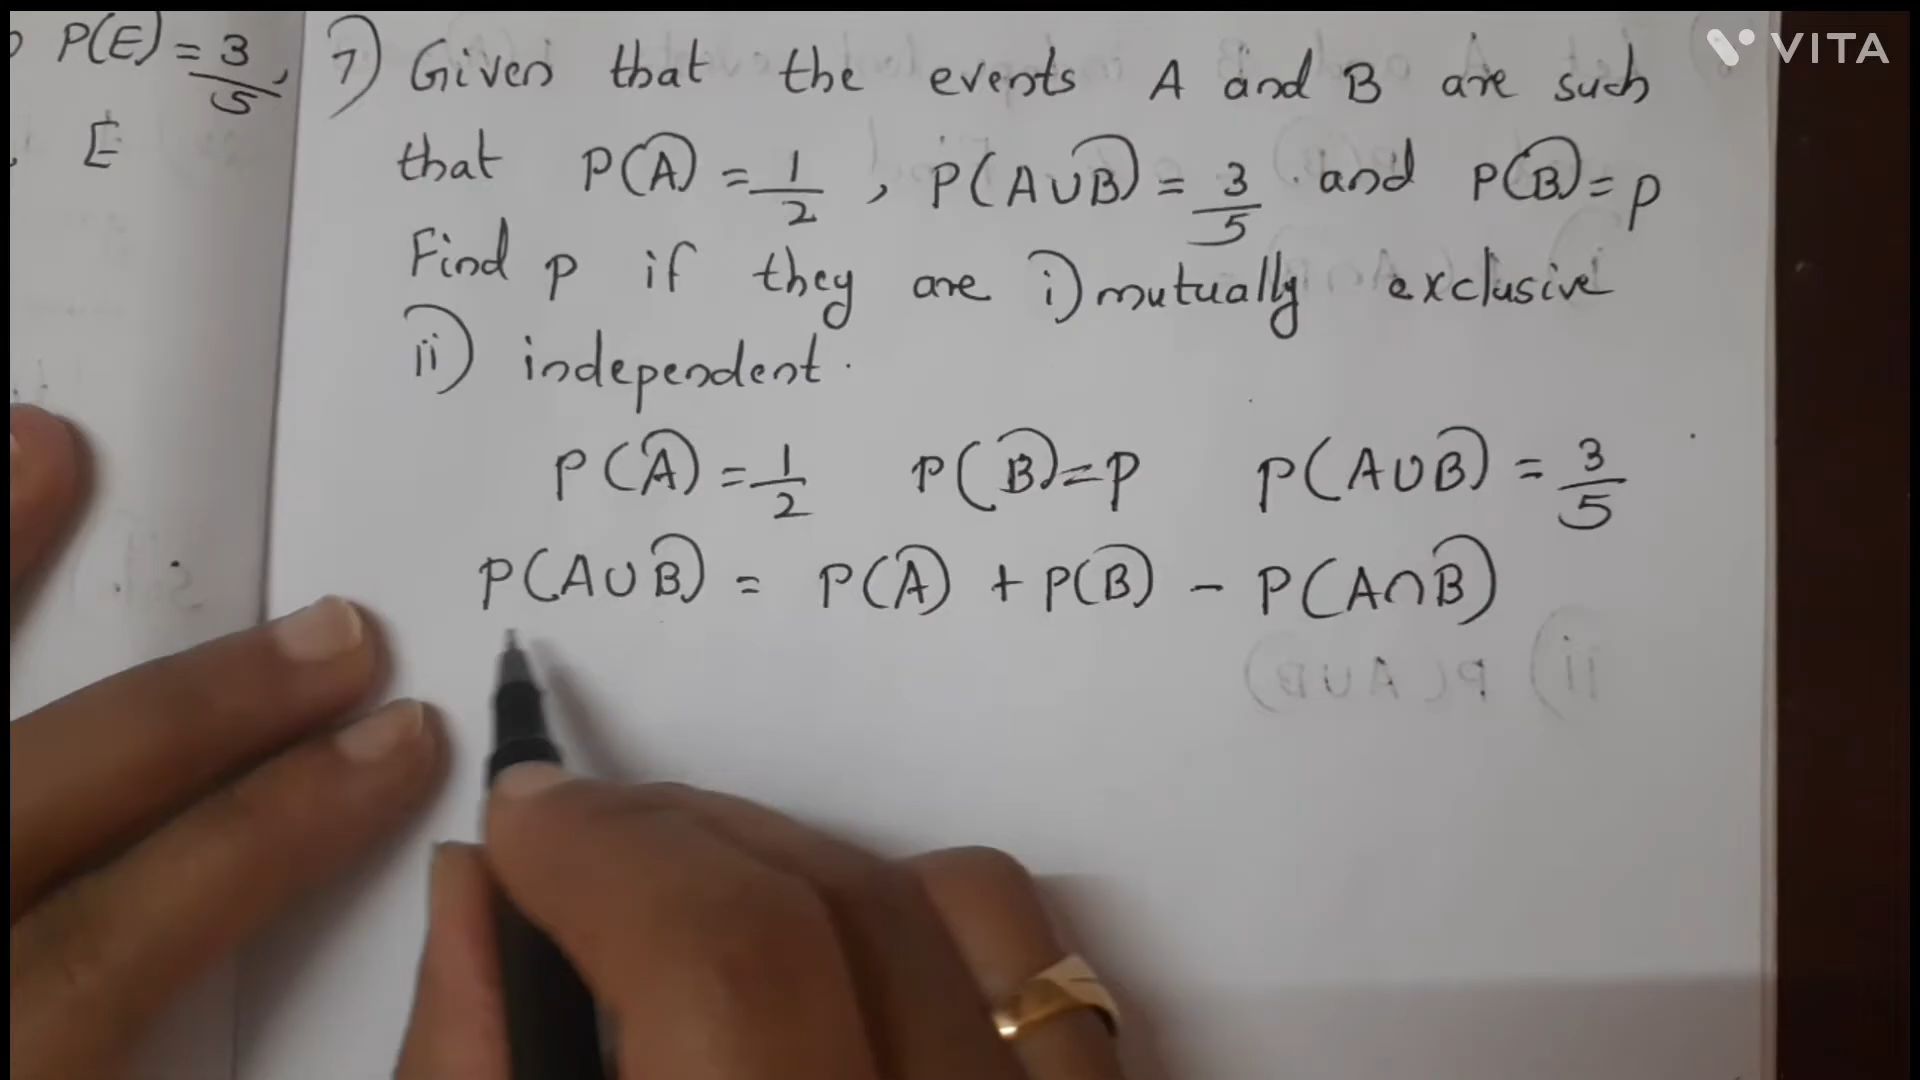 P(E) = 3/5,
E
7) Given that the events A and B are such
that P(A) = 1/2, P(A∪B) = 3/5 and P(B) = p
Find p if they are i) mutually exclusive
ii) independent.
P(A) = 1/2 P(B) = p P(A∪B) = 3/5
P(A∪B) = P(A) + P(B) - P(A∩B)
ii) P(A∪B)
VITA